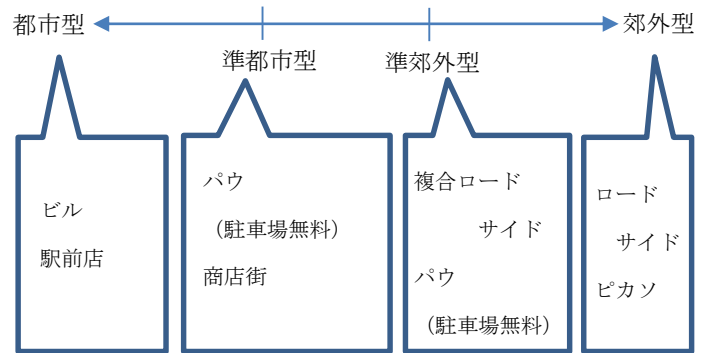 都市型
郊外型
準都市型
準郊外型
ビル
駅前店
パウ
（駐車場無料）
商店街
複合ロード
サイド
パウ
（駐車場無料）
ロード
サイド
ピカソ